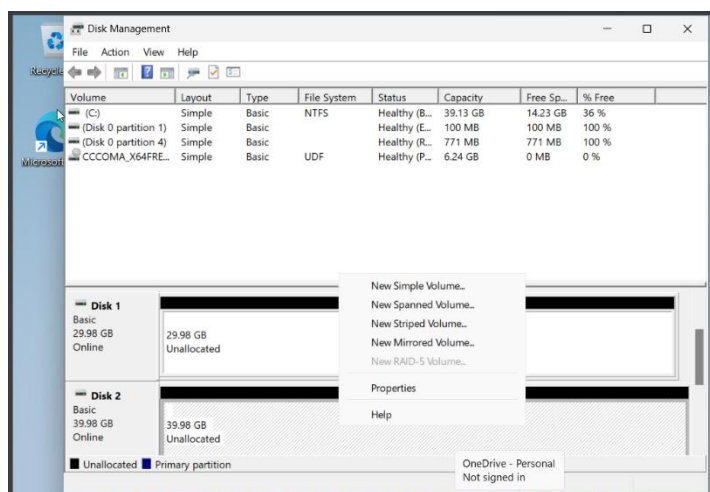 Disk Management
File Action View Help
Recycle
Volume Layout Type File System Status Capacity Free Sp... % Free
(C:) Simple Basic NTFS Healthy (B... 39.13 GB 14.23 GB 36 %
(Disk 0 partition 1) Simple Basic Healthy (E... 100 MB 100 MB 100 %
(Disk 0 partition 4) Simple Basic Healthy (R... 771 MB 771 MB 100 %
CCCOMA_X64FRE... Simple Basic UDF Healthy (P... 6.24 GB 0 MB 0 %
Microsoft
New Simple Volume...
New Spanned Volume...
New Striped Volume...
New Mirrored Volume...
New RAID-5 Volume...
Properties
Help
Disk 1
Basic
29.98 GB
Online
29.98 GB
Unallocated
Disk 2
Basic
39.98 GB
Online
39.98 GB
Unallocated
Unallocated Primary partition
OneDrive - Personal
Not signed in